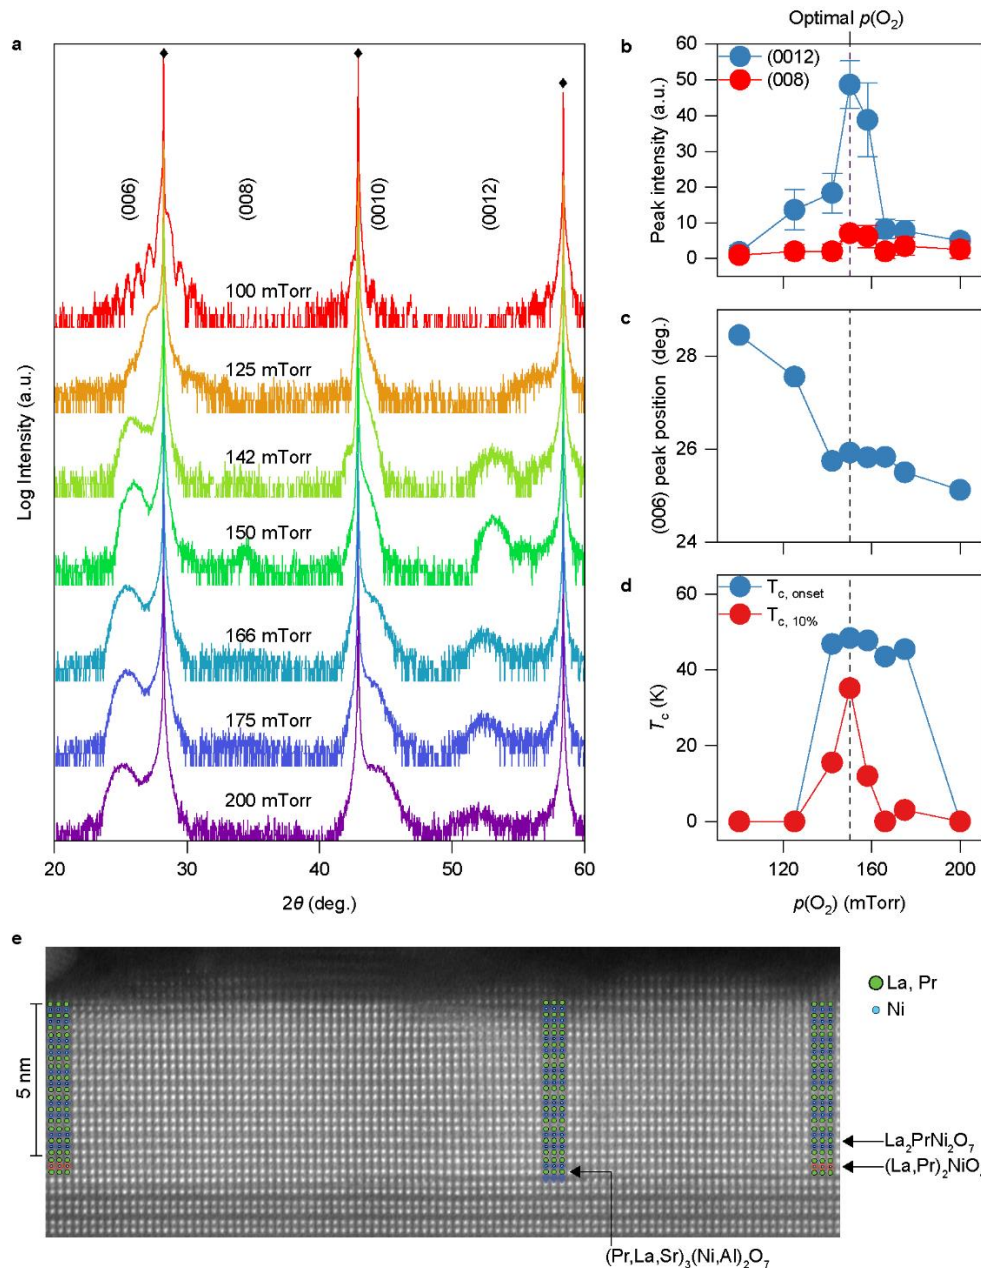 Optimal p(O₂)
a
(006)
(008)
(0010)
(0012)
100 mTorr
125 mTorr
142 mTorr
150 mTorr
166 mTorr
175 mTorr
200 mTorr
Log Intensity (a.u.)
20 30 40 50 60
2θ (deg.)
b
(0012)
(008)
Peak intensity (a.u.)
60
50
40
30
20
10
0
c
(006) peak position (deg.)
28
26
24
d
T c, onset
T c, 10%
T c (K)
60
40
20
0
120 160 200
p(O₂) (mTorr)
e
5 nm
La, Pr
Ni
La₂PrNi₂O₇
(La,Pr)₂NiO
(Pr,La,Sr)₃(Ni,Al)₂O₇